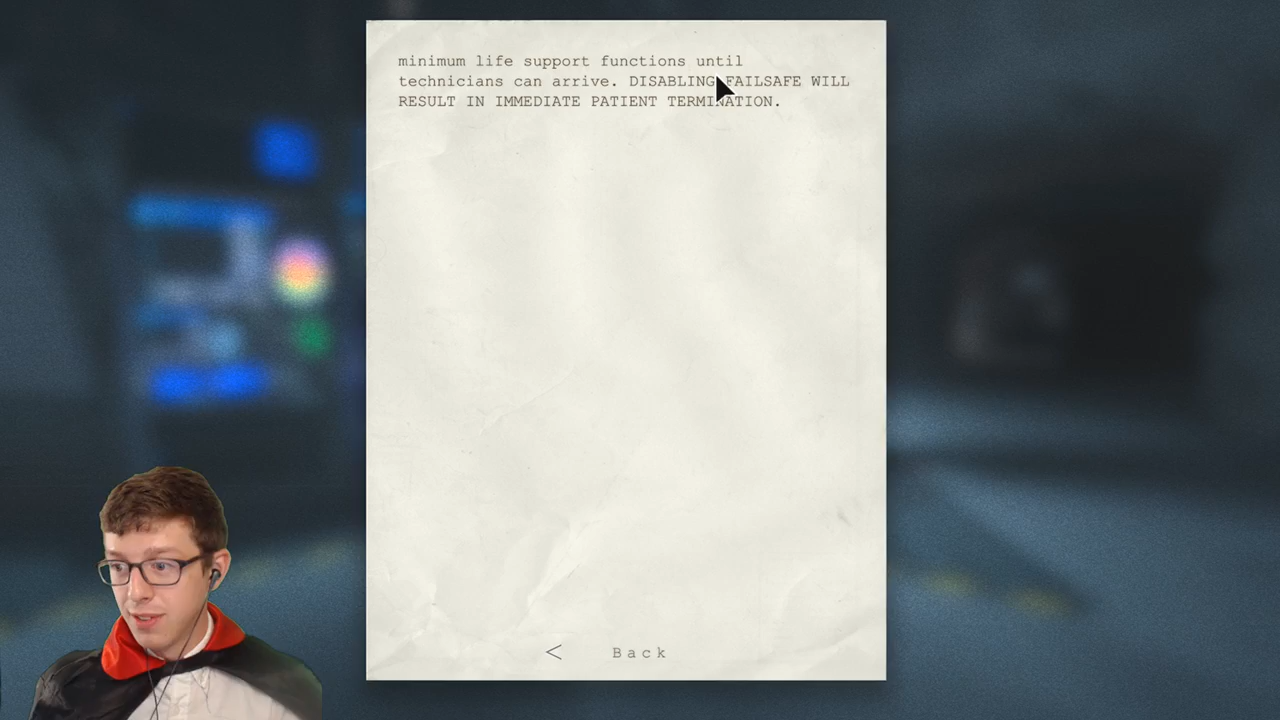 minimum life support functions until
technicians can arrive. DISABLING FAILSAFE WILL
RESULT IN IMMEDIATE PATIENT TERMINATION.
< Back